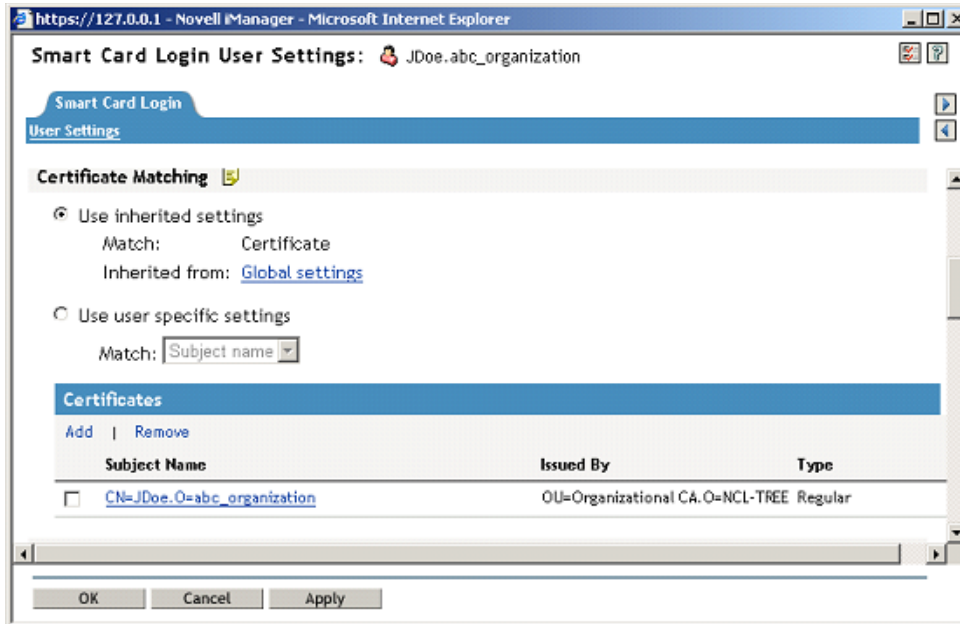 https://127.0.0.1 - Novell iManager - Microsoft Internet Explorer
Smart Card Login User Settings: JDoe.abc_organization
Smart Card Login
User Settings
Certificate Matching
Use inherited settings
Match: Certificate
Inherited from: Global settings
Use user specific settings
Match: Subject name
Certificates
Add | Remove
Subject Name Issued By Type
CN=JDoe.O=abc_organization OU=Organizational CA.O=NCL-TREE Regular
OK Cancel Apply